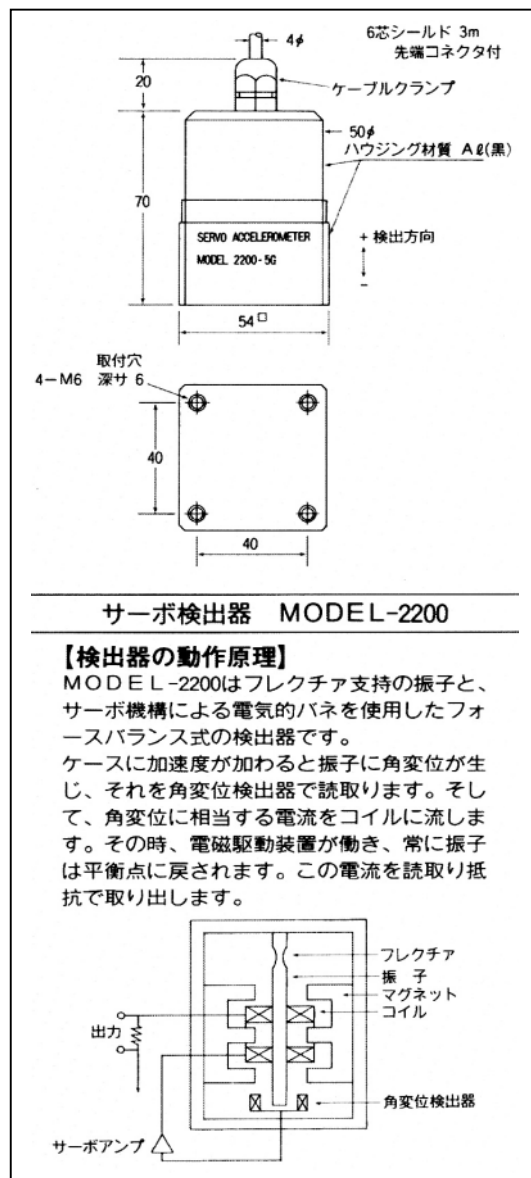 4φ
6芯シールド 3m
先端コネクタ付
20
ケーブルクランプ
50φ
ハウジング材質 Aℓ(黒)
70
SERVO ACCELEROMETER
MODEL 2200-5G
+ 検出方向
−
54□
取付穴
4−M6 深サ 6
40
40
サーボ検出器 MODEL-2200
【検出器の動作原理】
MODEL-2200はフレクチァ支持の振子と、
サーボ機構による電気的バネを使用したフォ
ースバランス式の検出器です。
ケースに加速度が加わると振子に角変位が生
じ、それを角変位検出器で読取ります。そし
て、角変位に相当する電流をコイルに流しま
す。その時、電磁駆動装置が働き、常に振子
は平衡点に戻されます。この電流を読取り抵
抗で取り出します。
フレクチァ
振 子
マグネット
コイル
出力
角変位検出器
サーボアンプ